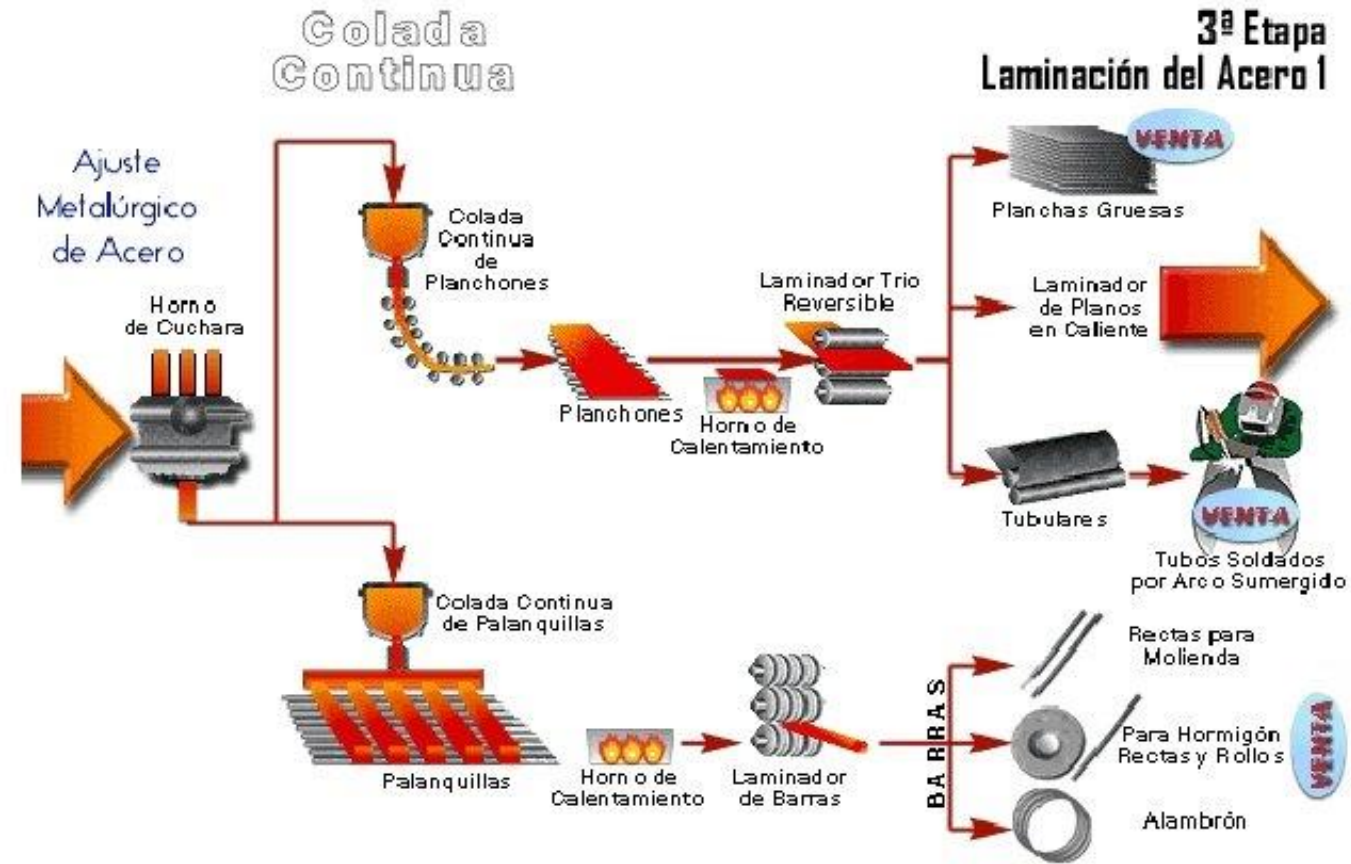 Colada
Continua
3ª Etapa
Laminación del Acero 1
Ajuste
Metalúrgico
de Acero
Horno
de Cuchara
Colada
Continua
de
Planchones
Planchones
Horno de
Calentamiento
Laminador Trio
Reversible
VENTA
Planchas Gruesas
Laminador
de Planos
en Caliente
Tubulares
VENTA
Tubos Soldados
por Arco Sumergido
Colada Continua
de Palanquillas
Palanquillas
Horno de
Calentamiento
Laminador
de Barras
BARRAS
Rectas para
Molienda
Para Hormigón
Rectas y Rollos
VENTA
Alambrón